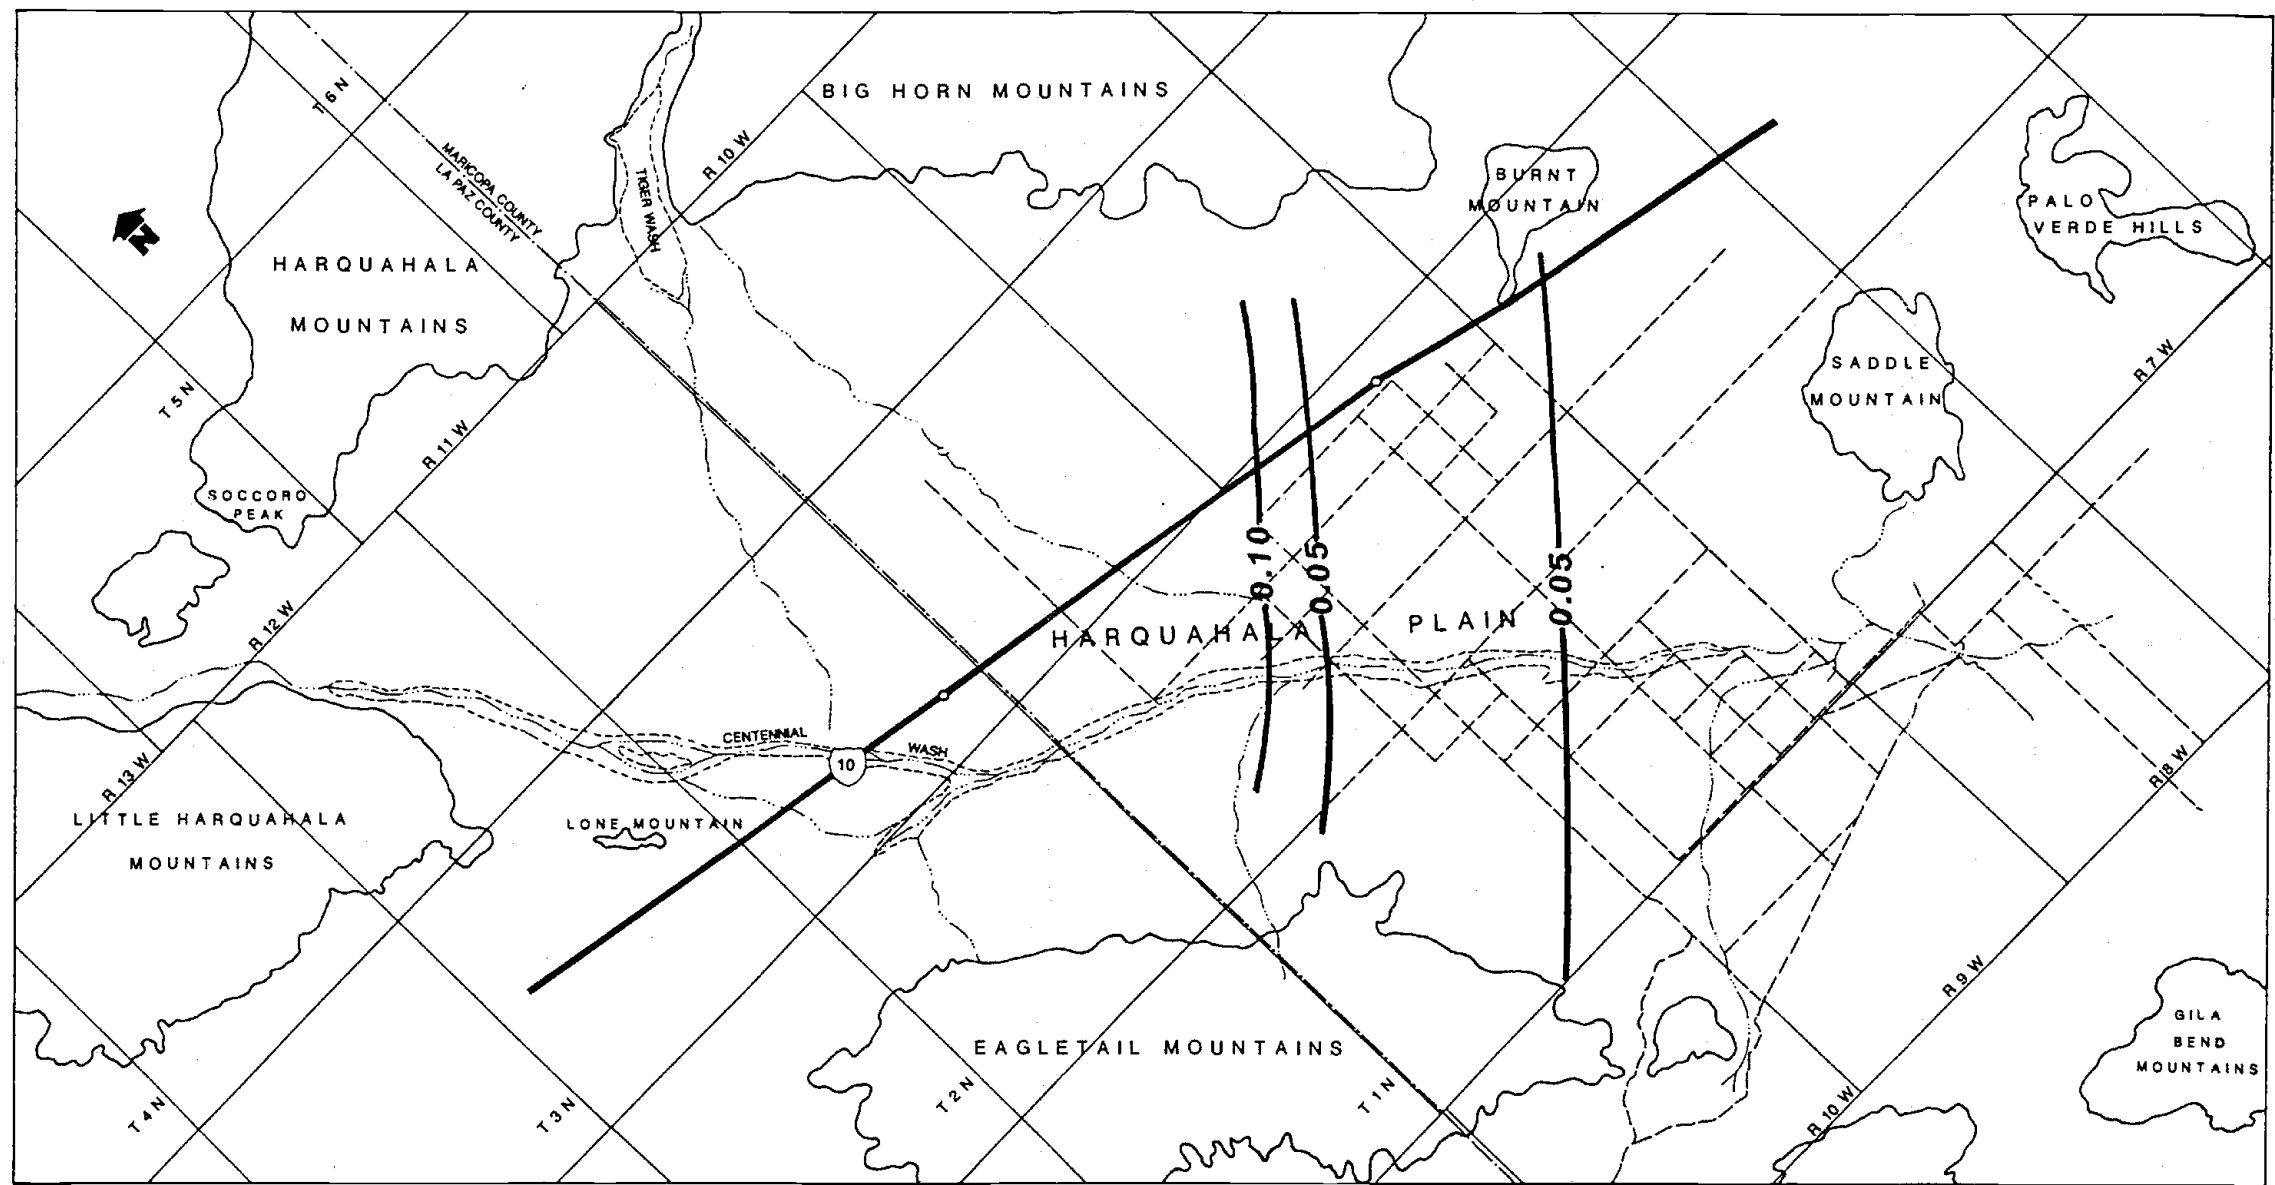 T 6 N
BIG HORN MOUNTAINS
R 10 W
MARICOPA COUNTY
LA PAZ COUNTY
TIGER WASH
BURNT
MOUNTAIN
PALO
VERDE HILLS
N
HARQUAHALA
MOUNTAINS
SADDLE
MOUNTAIN
R 7 W
T 5 N
R 11 W
SOCCORO
PEAK
0.10
0.05
0.05
R 12 W
HARQUAHALA PLAIN
CENTENNIAL WASH
10
R 13 W
R 8 W
LITTLE HARQUAHALA
MOUNTAINS
LONE MOUNTAIN
R 9 W
EAGLETAIL MOUNTAINS
GILA
BEND
MOUNTAINS
T 4 N
T 3 N
T 2 N
T 1 N
R 10 W